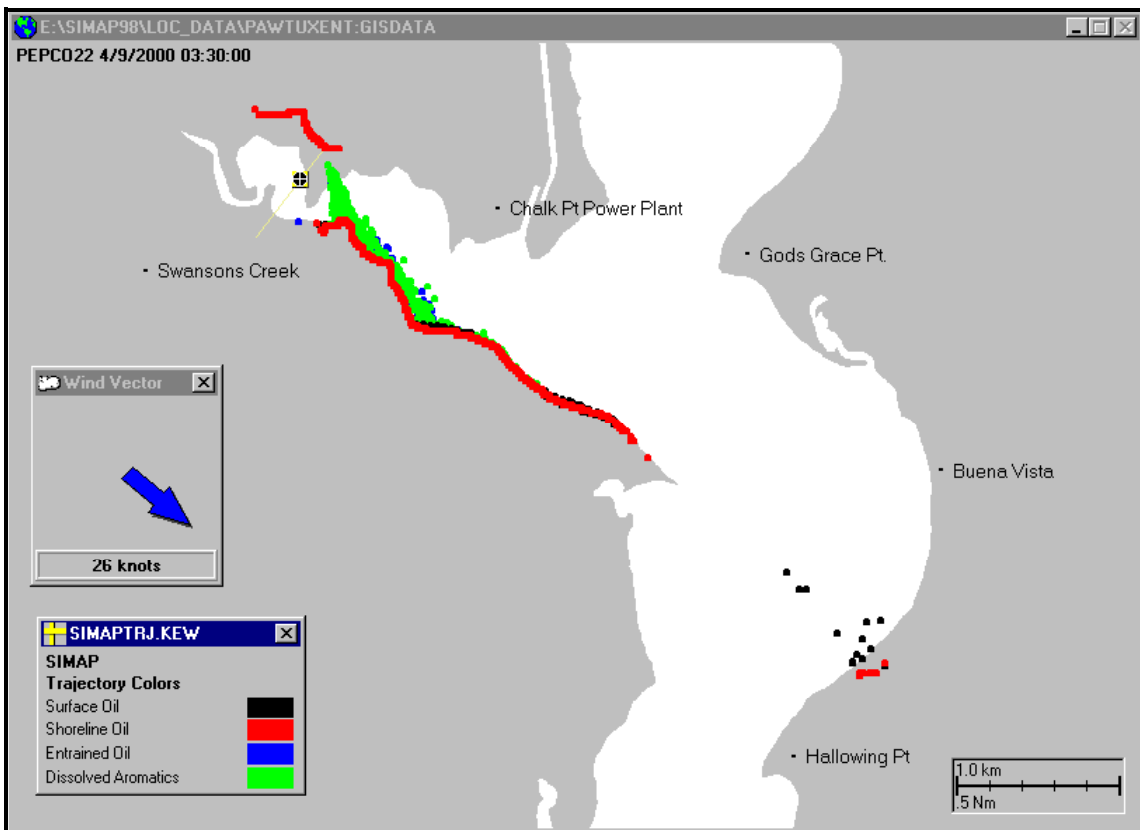 E:\SIMAP98\LOC_DATA\PAWTUXENT:GISDATA
PEPCO22 4/9/2000 03:30:00
Chalk Pt Power Plant
Gods Grace Pt.
Swansons Creek
Wind Vector
26 knots
Buena Vista
SIMAPTRJ.KEW
SIMAP
Trajectory Colors
Surface Oil
Shoreline Oil
Entrained Oil
Dissolved Aromatics
Hallowing Pt
1.0 km
.5 Nm